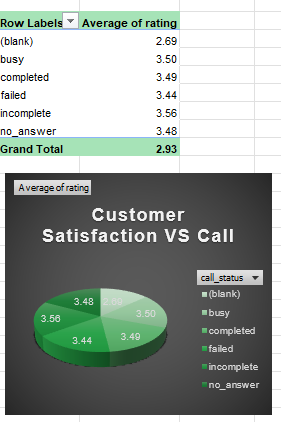 Row Labels Average of rating
(blank) 2.69
busy 3.50
completed 3.49
failed 3.44
incomplete 3.56
no_answer 3.48
Grand Total 2.93
Average of rating
Customer
Satisfaction VS Call
call_status
(blank)
busy
completed
failed
incomplete
no_answer
3.48 2.69
3.56 3.50
3.44 3.49